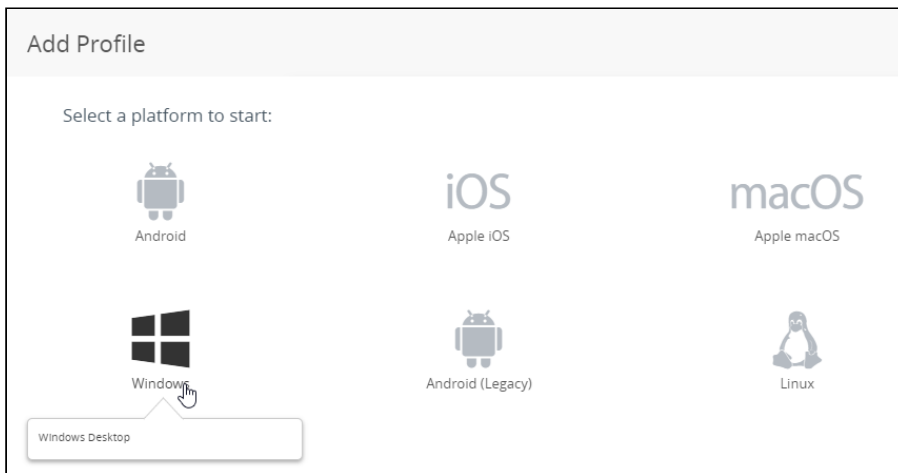 Add Profile
Select a platform to start:
iOS
macOS
Android
Apple iOS
Apple macOS
Windows
Android (Legacy)
Linux
Windows Desktop